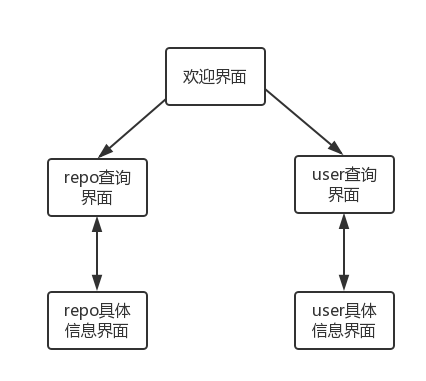 欢迎界面
repo查询
界面
user查询
界面
repo具体
信息界面
user具体
信息界面